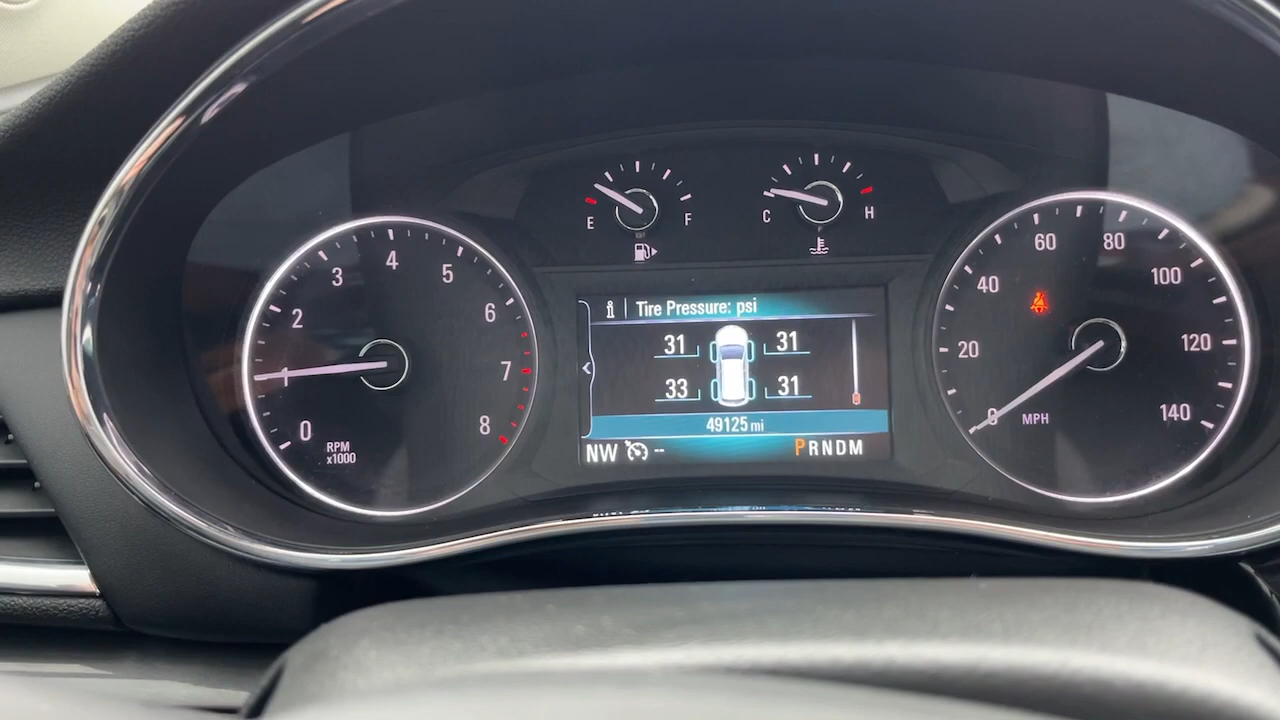 E F
C H
0 1 2 3 4 5 6 7 8
RPM
x1000
i Tire Pressure: psi
31 31
33 31
49125 mi
NW -- PRNDM
0 20 40 60 80 100 120 140
MPH